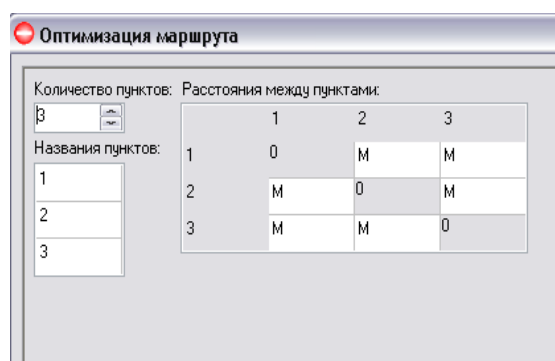 Оптимизация маршрута
Количество пунктов: Расстояния между пунктами:
3
1 2 3
Названия пунктов:
1 0 M M
1
2 M 0 M
2
3 M M 0
3